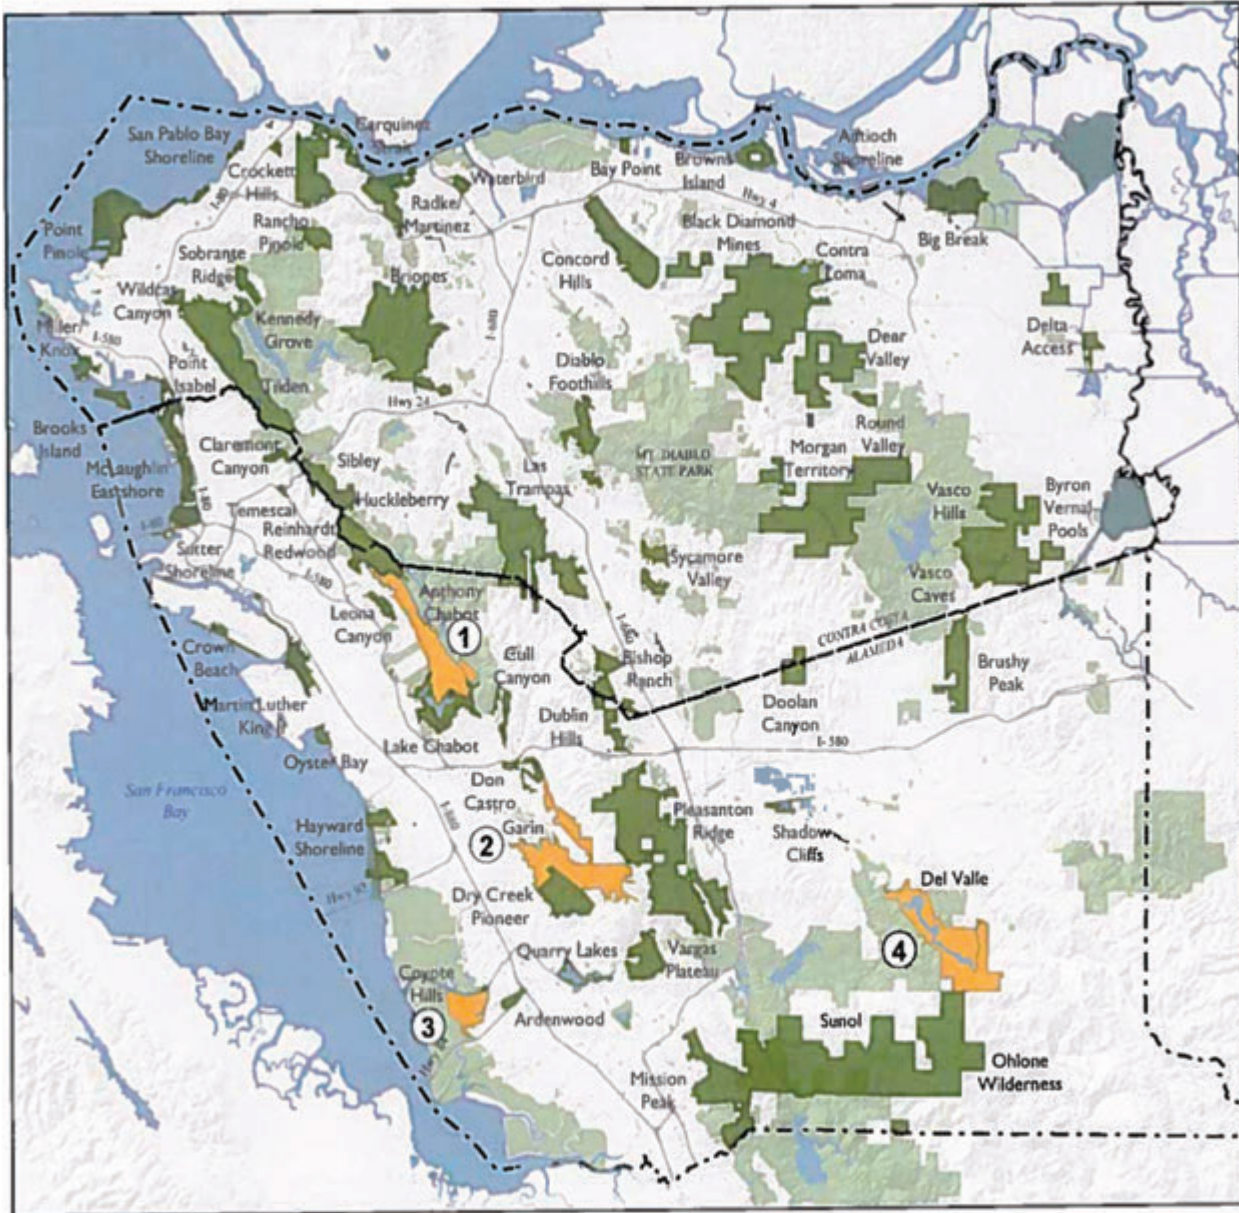 San Pablo Bay
Shoreline
Carquinez
Strait
Crockett
Hills
I-80
Waterbird
Bay Point
Browns
Island
Antioch
Shoreline
Hwy 4
Radke/
Martinez
Rancho
Pinole
Point
Pinole
Sobrante
Ridge
Briones
Concord
Hills
Black Diamond
Mines
Contra
Loma
Big Break
Wildcat
Canyon
Kennedy
Grove
I-680
Miller/
Knox
I-580
Point
Isabel
Tilden
Diablo
Foothills
Dear
Valley
Delta
Access
Hwy 24
Brooks
Island
Claremont
Canyon
Sibley
Las
Trampas
MT. DIABLO
STATE PARK
Morgan
Territory
Round
Valley
McLaughlin
Eastshore
I-80
Huckleberry
Vasco
Hills
Byron
Vernal
Pools
Temescal
Reinhardt
Redwood
Sutter
Shoreline
I-580
Sycamore
Valley
Vasco
Caves
Anthony
Chabot
Leona
Canyon
1
I-680
CONTRA COSTA
ALAMEDA
Crown
Beach
Cull
Canyon
Bishop
Ranch
Brushy
Peak
Martin Luther
King Jr
Dublin
Hills
Doolan
Canyon
Lake Chabot
I-580
Oyster Bay
San Francisco
Bay
Don
Castro
I-880
Pleasanton
Ridge
Shadow
Cliffs
Hayward
Shoreline
Garin
2
Del Valle
Hwy 92
Dry Creek
Pioneer
4
Quarry Lakes
Vargas
Plateau
Coyote
Hills
3
Ardenwood
Sunol
Mission
Peak
Ohlone
Wilderness